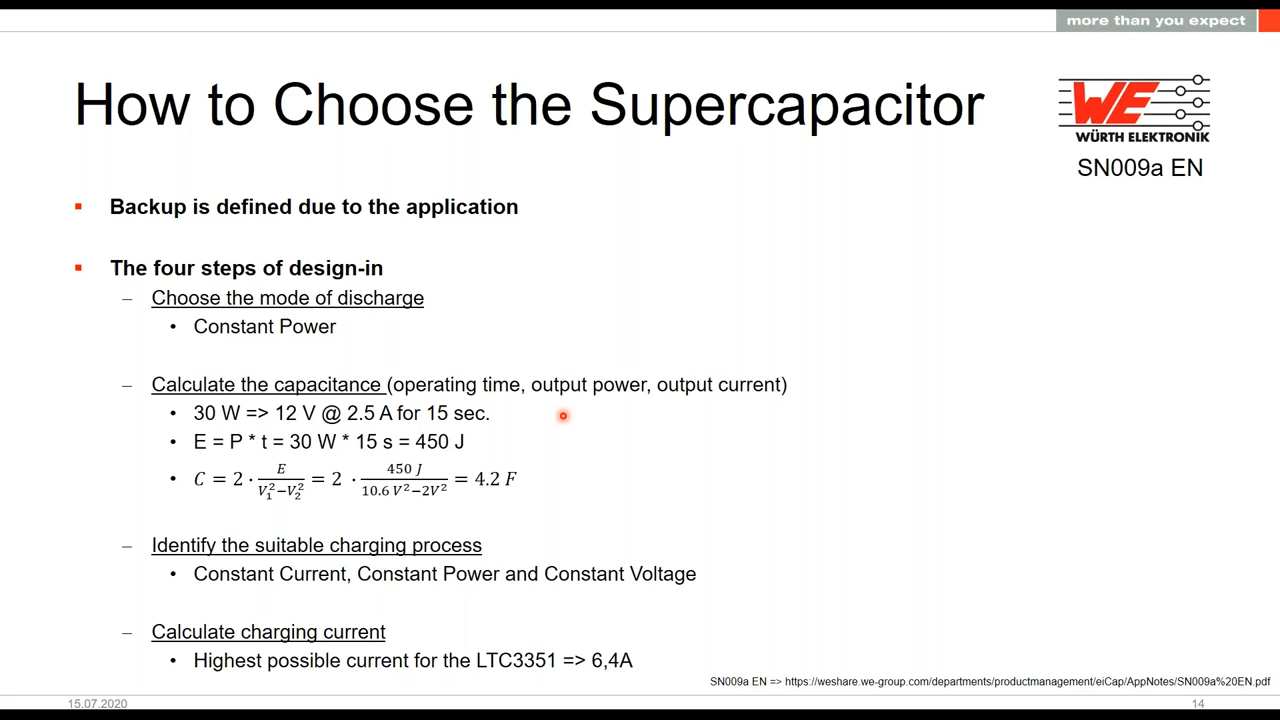 more than you expect
How to Choose the Supercapacitor
WE
WÜRTH ELEKTRONIK
SN009a EN
▪ Backup is defined due to the application
▪ The four steps of design-in
– Choose the mode of discharge
• Constant Power
– Calculate the capacitance (operating time, output power, output current)
• 30 W => 12 V @ 2.5 A for 15 sec.
• E = P * t = 30 W * 15 s = 450 J
• C = 2 · E / (V₁² − V₂²) = 2 · 450 J / (10.6 V² − 2V²) = 4.2 F
– Identify the suitable charging process
• Constant Current, Constant Power and Constant Voltage
– Calculate charging current
• Highest possible current for the LTC3351 => 6,4A
SN009a EN => https://weshare.we-group.com/departments/productmanagement/eiCap/AppNotes/SN009a%20EN.pdf
15.07.2020
14